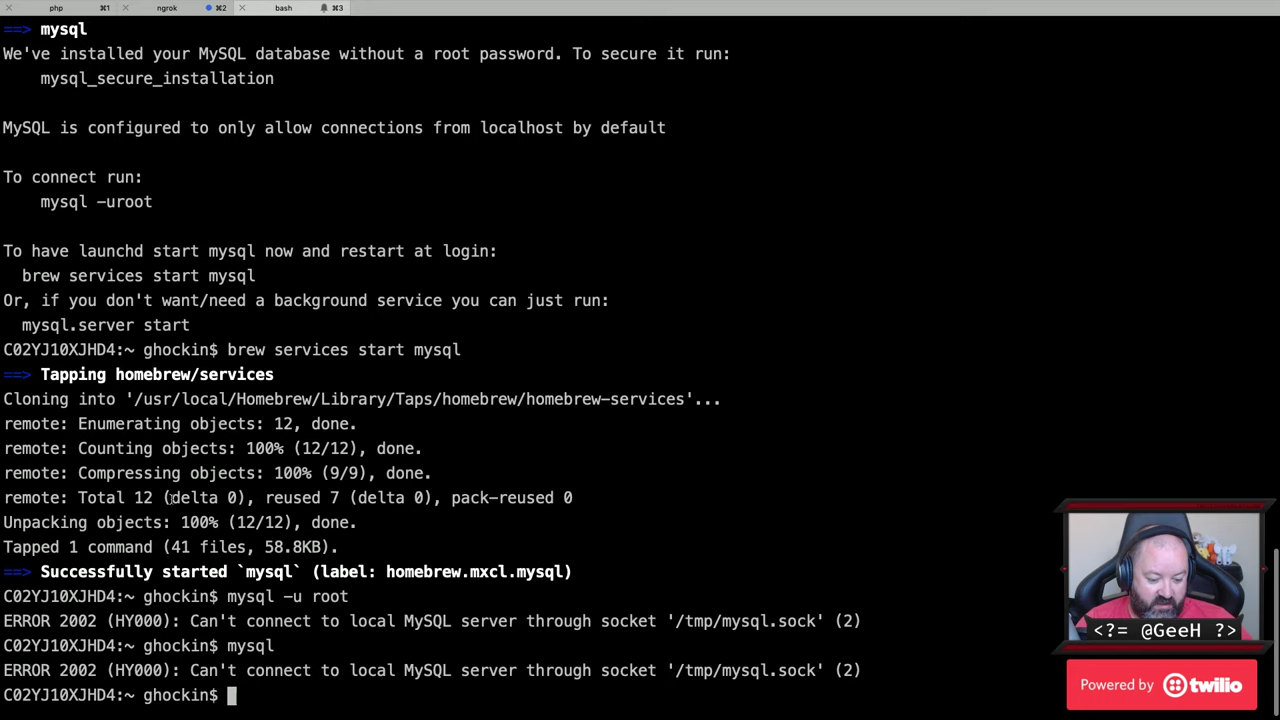 php ⌘1 ngrok ⌘2 bash ⌘3
==> mysql
We've installed your MySQL database without a root password. To secure it run:
mysql_secure_installation
MySQL is configured to only allow connections from localhost by default
To connect run:
mysql -uroot
To have launchd start mysql now and restart at login:
brew services start mysql
Or, if you don't want/need a background service you can just run:
mysql.server start
C02YJ10XJHD4:~ ghockin$ brew services start mysql
==> Tapping homebrew/services
Cloning into '/usr/local/Homebrew/Library/Taps/homebrew/homebrew-services'...
remote: Enumerating objects: 12, done.
remote: Counting objects: 100% (12/12), done.
remote: Compressing objects: 100% (9/9), done.
remote: Total 12 (delta 0), reused 7 (delta 0), pack-reused 0
Unpacking objects: 100% (12/12), done.
Tapped 1 command (41 files, 58.8KB).
==> Successfully started `mysql` (label: homebrew.mxcl.mysql)
C02YJ10XJHD4:~ ghockin$ mysql -u root
ERROR 2002 (HY000): Can't connect to local MySQL server through socket '/tmp/mysql.sock' (2)
C02YJ10XJHD4:~ ghockin$ mysql
ERROR 2002 (HY000): Can't connect to local MySQL server through socket '/tmp/mysql.sock' (2)
C02YJ10XJHD4:~ ghockin$
<?= @GeeH ?>
Powered by twilio